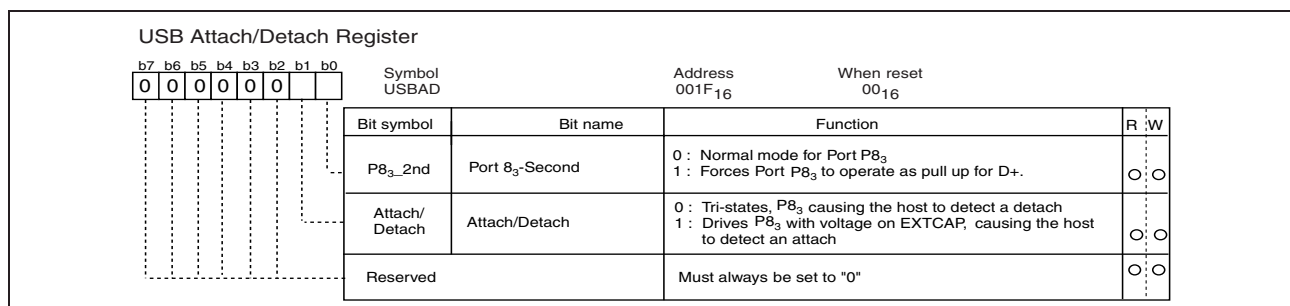 USB Attach/Detach Register
b7 b6 b5 b4 b3 b2 b1 b0
0 0 0 0 0 0
Symbol Address When reset
USBAD 001F16 0016
Bit symbol Bit name Function R W
P83_2nd Port 83-Second
0 : Normal mode for Port P83
1 : Forces Port P83 to operate as pull up for D+.
O O
Attach/
Detach
Attach/Detach
0 : Tri-states, P83 causing the host to detect a detach
1 : Drives P83 with voltage on EXTCAP, causing the host
to detect an attach
O O
Reserved Must always be set to "0" O O